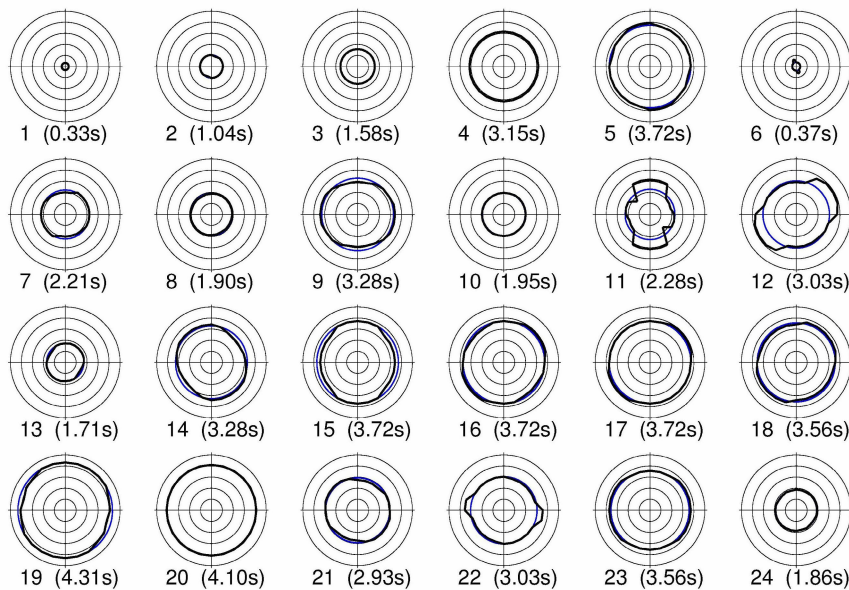 1 (0.33s) 2 (1.04s) 3 (1.58s) 4 (3.15s) 5 (3.72s) 6 (0.37s)
7 (2.21s) 8 (1.90s) 9 (3.28s) 10 (1.95s) 11 (2.28s) 12 (3.03s)
13 (1.71s) 14 (3.28s) 15 (3.72s) 16 (3.72s) 17 (3.72s) 18 (3.56s)
19 (4.31s) 20 (4.10s) 21 (2.93s) 22 (3.03s) 23 (3.56s) 24 (1.86s)